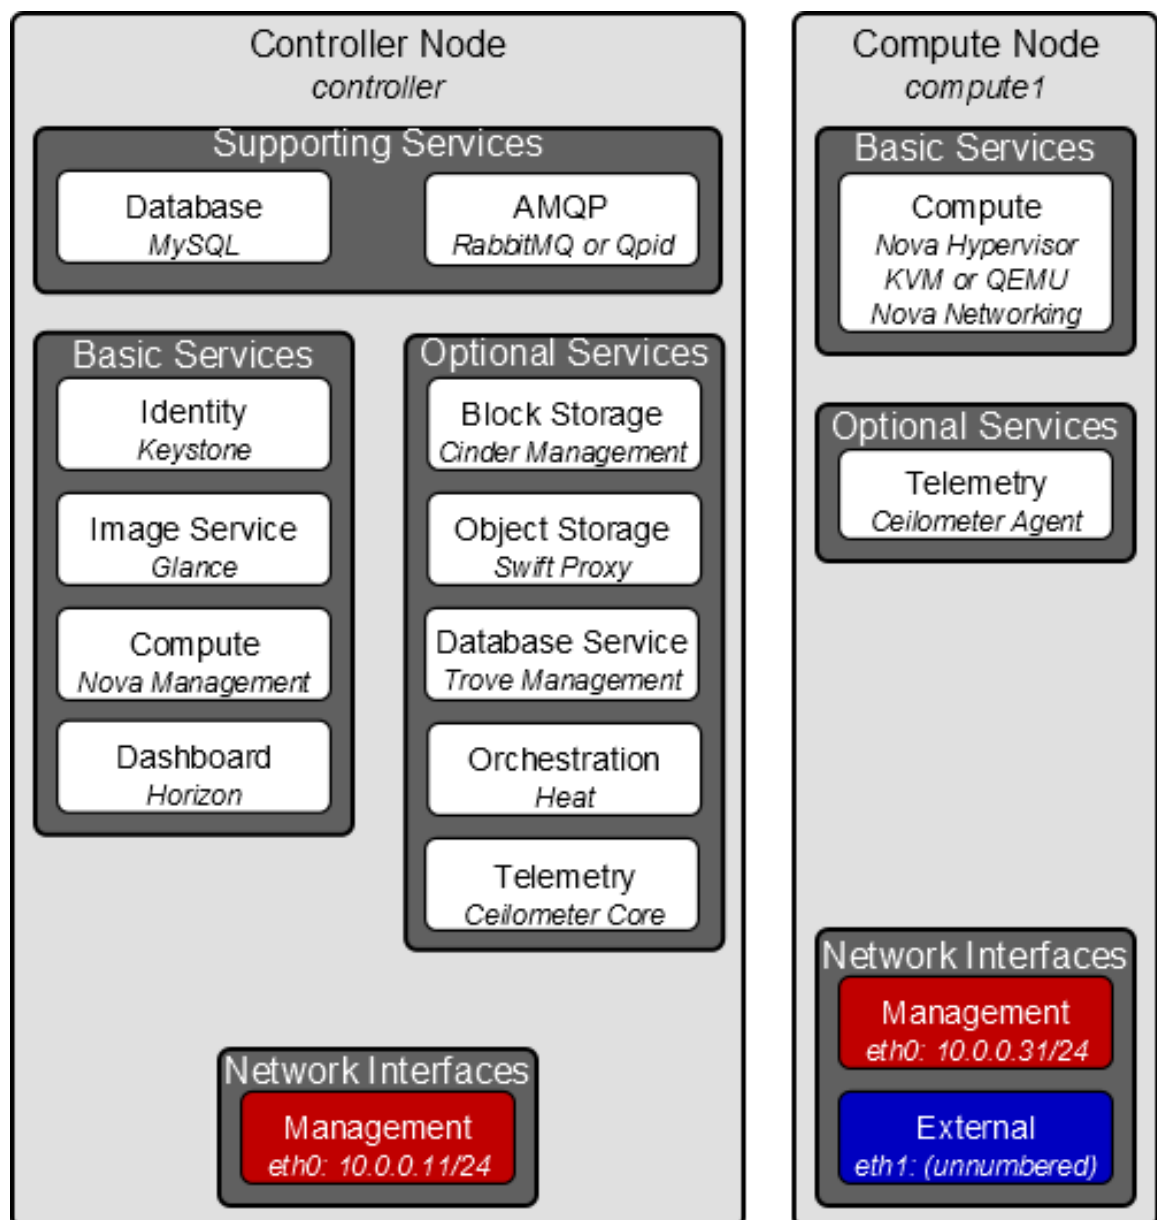 Controller Node
controller
Supporting Services
Database
MySQL
AMQP
RabbitMQ or Qpid
Basic Services
Identity
Keystone
Image Service
Glance
Compute
Nova Management
Dashboard
Horizon
Optional Services
Block Storage
Cinder Management
Object Storage
Swift Proxy
Database Service
Trove Management
Orchestration
Heat
Telemetry
Ceilometer Core
Network Interfaces
Management
eth0: 10.0.0.11/24
Compute Node
compute1
Basic Services
Compute
Nova Hypervisor
KVM or QEMU
Nova Networking
Optional Services
Telemetry
Ceilometer Agent
Network Interfaces
Management
eth0: 10.0.0.31/24
External
eth1: (unnumbered)